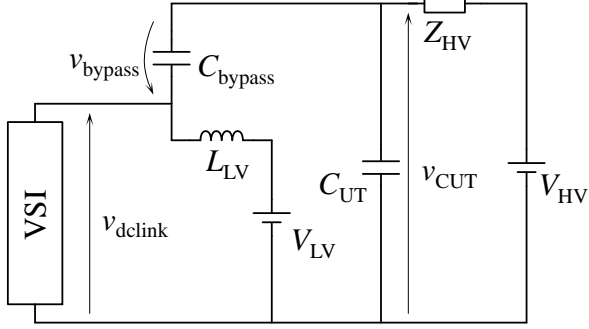 Z_HV
v_bypass
C_bypass
L_LV
C_UT
v_CUT
V_HV
VSI
v_dclink
V_LV